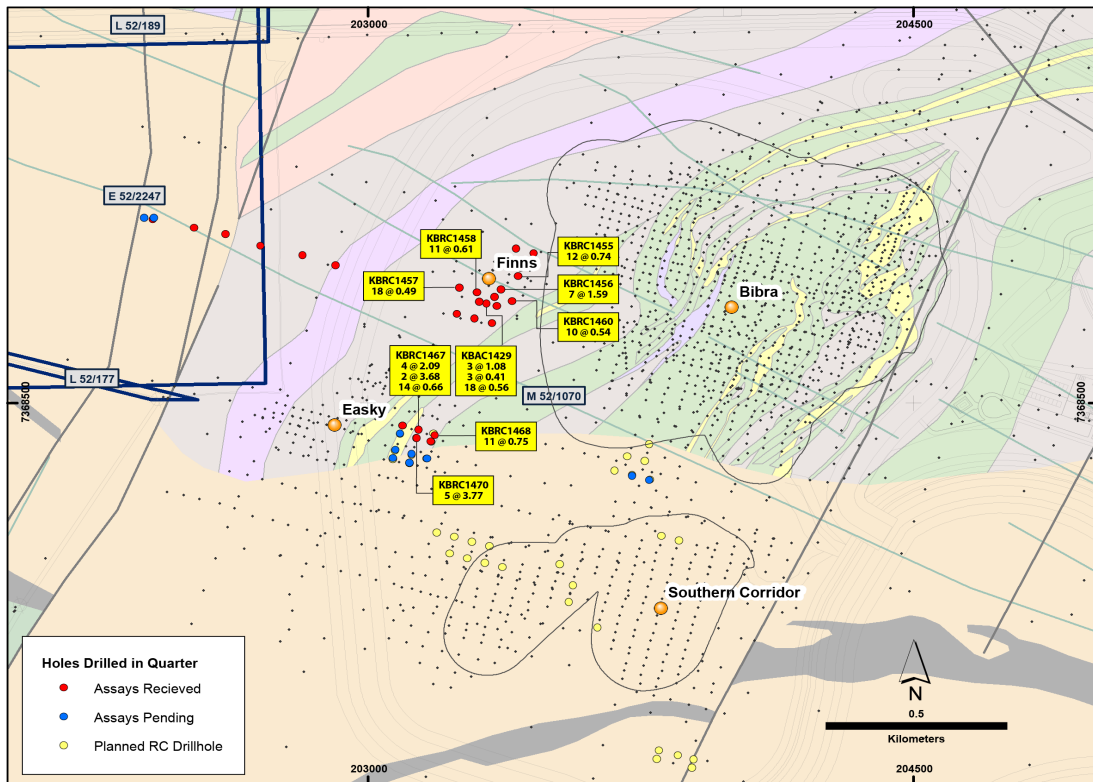 L 52/189
203000
204500
E 52/2247
KBRC1458
11 @ 0.61
Finns
KBRC1455
12 @ 0.74
KBRC1457
18 @ 0.49
KBRC1456
7 @ 1.59
Bibra
KBRC1460
10 @ 0.54
KBRC1467
4 @ 2.09
2 @ 3.68
14 @ 0.66
KBAC1429
3 @ 1.08
3 @ 0.41
18 @ 0.56
L 52/177
M 52/1070
7368500
7368500
Easky
KBRC1468
11 @ 0.75
KBRC1470
5 @ 3.77
Southern Corridor
Holes Drilled in Quarter
Assays Recieved
Assays Pending
Planned RC Drillhole
N
0.5
Kilometers
203000
204500